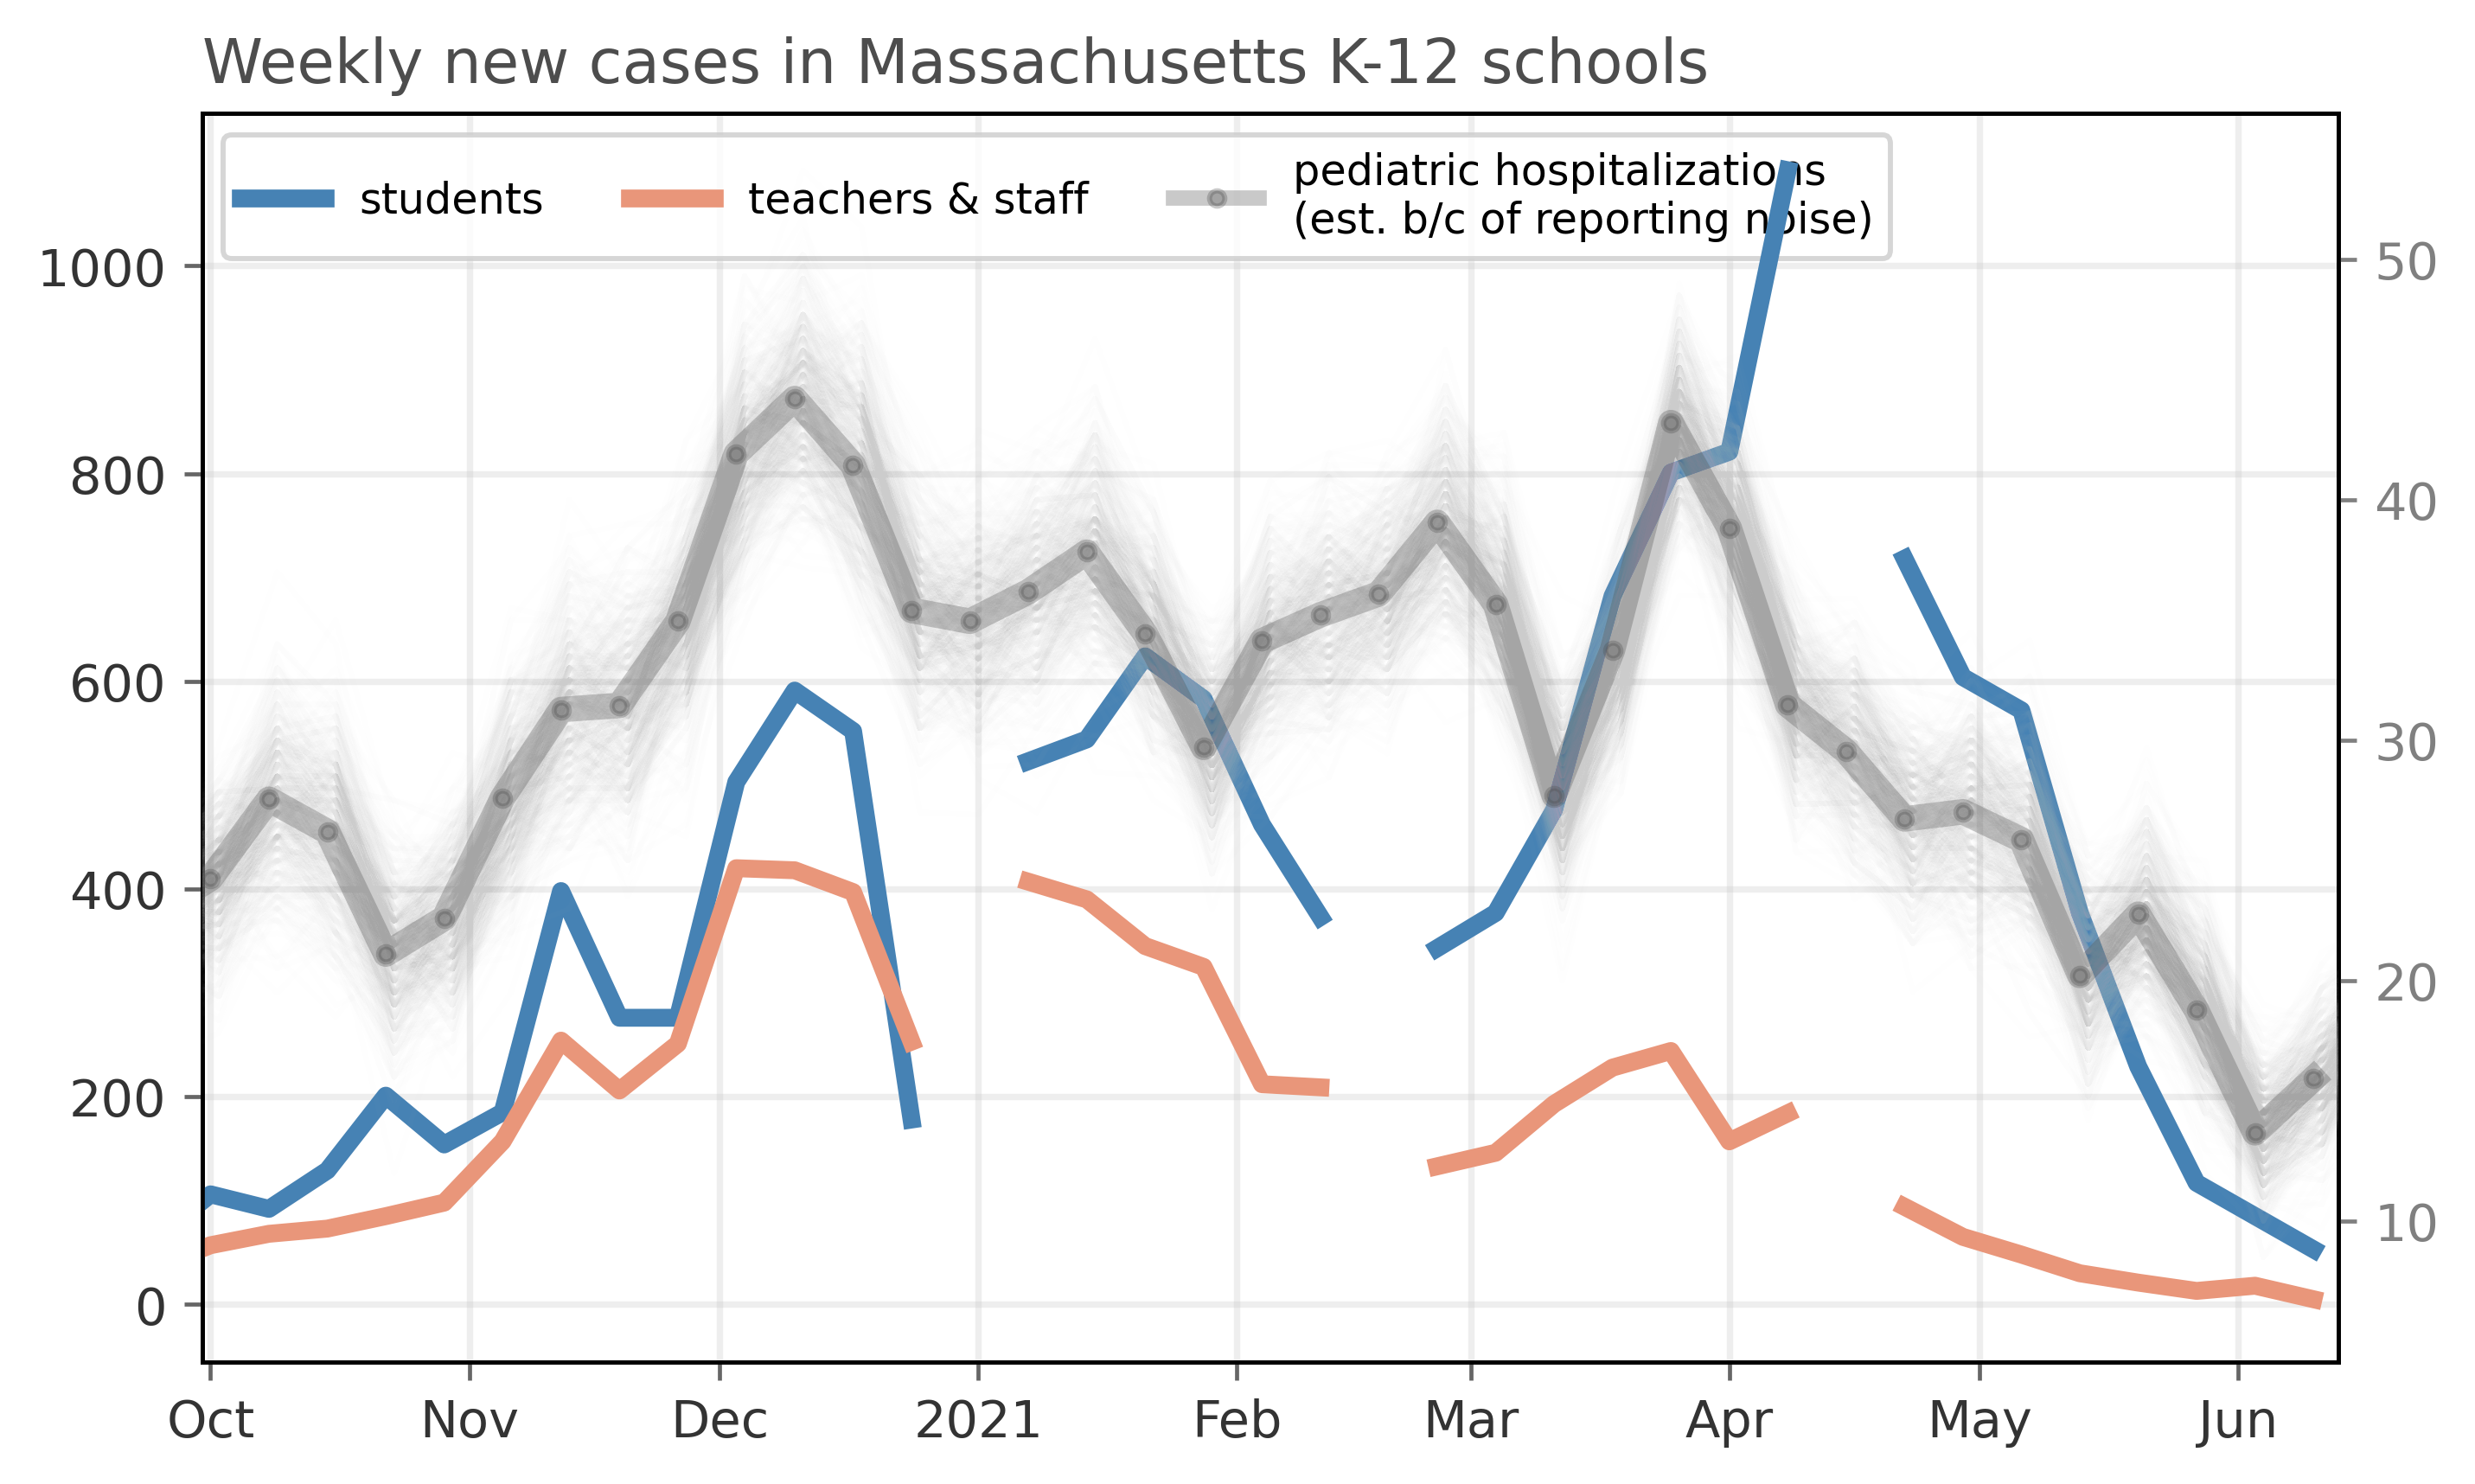 Weekly new cases in Massachusetts K-12 schools
students
teachers & staff
pediatric hospitalizations
(est. b/c of reporting noise)
1000
800
600
400
200
0
50
40
30
20
10
Oct Nov Dec 2021 Feb Mar Apr May Jun